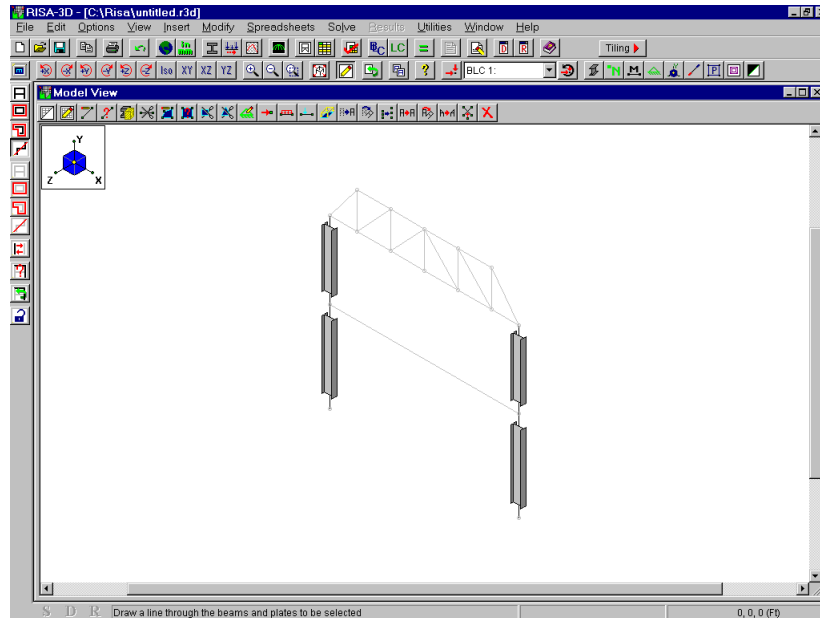 RISA-3D - [C:\Risa\untitled.r3d]
File Edit Options View Insert Modify Spreadsheets Solve Results Utilities Window Help
BC LC = Tiling
Iso XY XZ YZ ? BLC 1:
Model View
Y
Z X
S D R Draw a line through the beams and plates to be selected 0, 0, 0 (Ft)